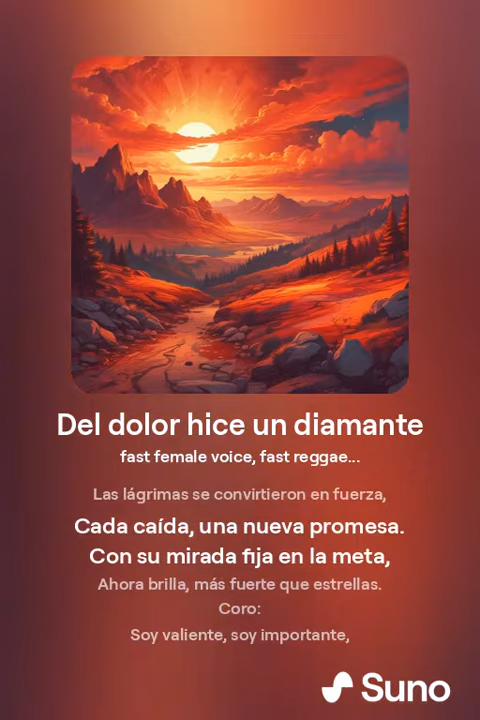 Del dolor hice un diamante
fast female voice, fast reggae...
Las lágrimas se convirtieron en fuerza,
Cada caída, una nueva promesa.
Con su mirada fija en la meta,
Ahora brilla, más fuerte que estrellas.
Coro:
Soy valiente, soy importante,
Suno